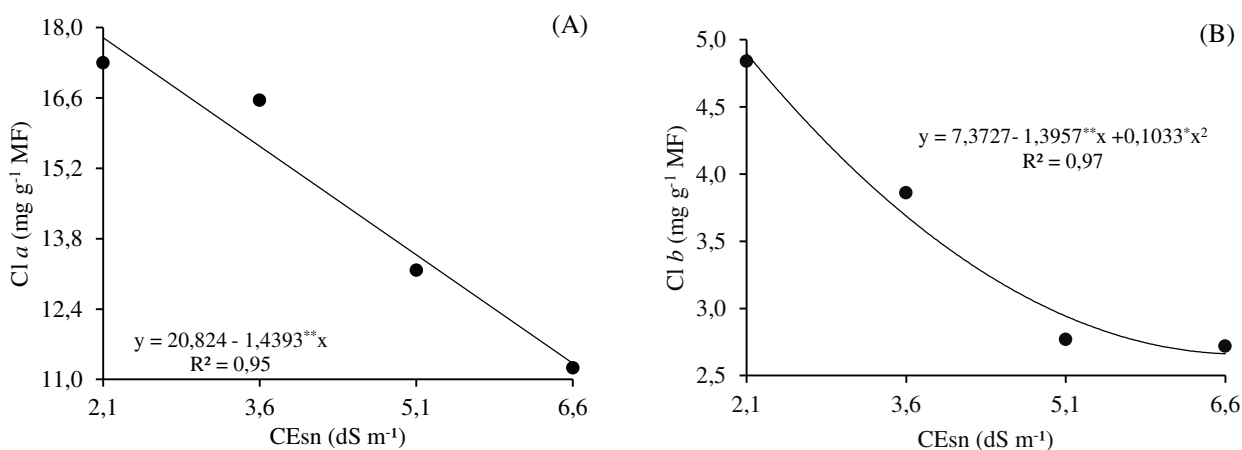 (A)
18,0
16,6
15,2
13,8
12,4
11,0
Cl a (mg g⁻¹ MF)
y = 20,824 - 1,4393**x
R² = 0,95
2,1 3,6 5,1 6,6
CEsn (dS m⁻¹)
(B)
5,0
4,5
4,0
3,5
3,0
2,5
Cl b (mg g⁻¹ MF)
y = 7,3727- 1,3957**x +0,1033*x²
R² = 0,97
2,1 3,6 5,1 6,6
CEsn (dS m⁻¹)